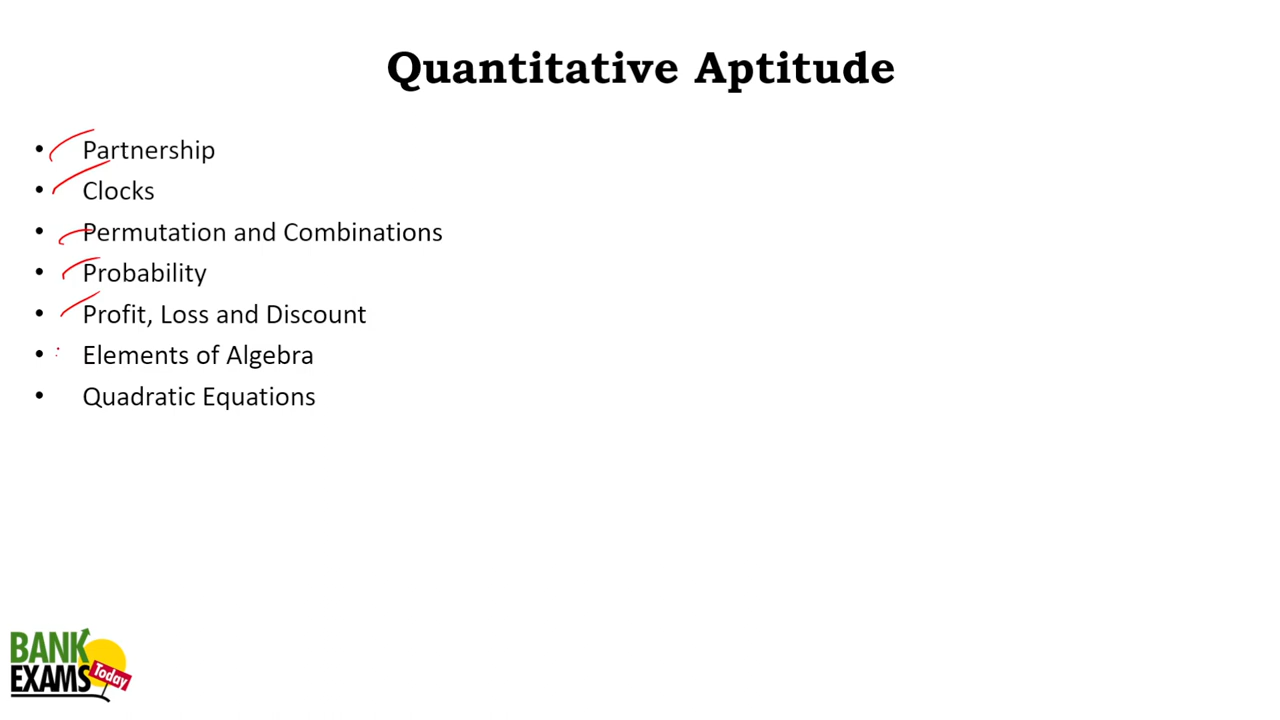 Quantitative Aptitude
• Partnership
• Clocks
• Permutation and Combinations
• Probability
• Profit, Loss and Discount
• Elements of Algebra
• Quadratic Equations
BANK
EXAMS Today